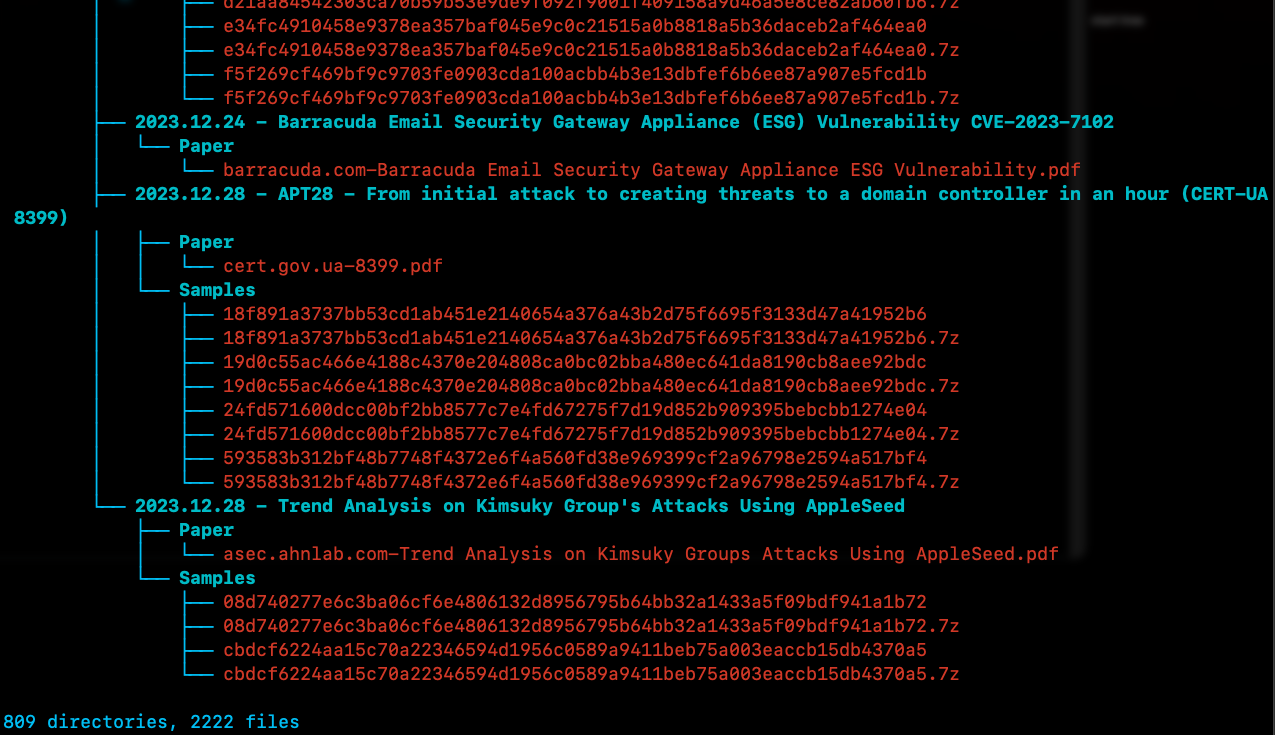 d21aa84542303ca70b59b53e9de9f092f9001f409158a9d46a5e8ce82ab60fb6.7z
e34fc4910458e9378ea357baf045e9c0c21515a0b8818a5b36daceb2af464ea0
e34fc4910458e9378ea357baf045e9c0c21515a0b8818a5b36daceb2af464ea0.7z
f5f269cf469bf9c9703fe0903cda100acbb4b3e13dbfef6b6ee87a907e5fcd1b
f5f269cf469bf9c9703fe0903cda100acbb4b3e13dbfef6b6ee87a907e5fcd1b.7z
2023.12.24 - Barracuda Email Security Gateway Appliance (ESG) Vulnerability CVE-2023-7102
Paper
barracuda.com-Barracuda Email Security Gateway Appliance ESG Vulnerability.pdf
2023.12.28 - APT28 - From initial attack to creating threats to a domain controller in an hour (CERT-UA
8399)
Paper
cert.gov.ua-8399.pdf
Samples
18f891a3737bb53cd1ab451e2140654a376a43b2d75f6695f3133d47a41952b6
18f891a3737bb53cd1ab451e2140654a376a43b2d75f6695f3133d47a41952b6.7z
19d0c55ac466e4188c4370e204808ca0bc02bba480ec641da8190cb8aee92bdc
19d0c55ac466e4188c4370e204808ca0bc02bba480ec641da8190cb8aee92bdc.7z
24fd571600dcc00bf2bb8577c7e4fd67275f7d19d852b909395bebcbb1274e04
24fd571600dcc00bf2bb8577c7e4fd67275f7d19d852b909395bebcbb1274e04.7z
593583b312bf48b7748f4372e6f4a560fd38e969399cf2a96798e2594a517bf4
593583b312bf48b7748f4372e6f4a560fd38e969399cf2a96798e2594a517bf4.7z
2023.12.28 - Trend Analysis on Kimsuky Group's Attacks Using AppleSeed
Paper
asec.ahnlab.com-Trend Analysis on Kimsuky Groups Attacks Using AppleSeed.pdf
Samples
08d740277e6c3ba06cf6e4806132d8956795b64bb32a1433a5f09bdf941a1b72
08d740277e6c3ba06cf6e4806132d8956795b64bb32a1433a5f09bdf941a1b72.7z
cbdcf6224aa15c70a22346594d1956c0589a9411beb75a003eaccb15db4370a5
cbdcf6224aa15c70a22346594d1956c0589a9411beb75a003eaccb15db4370a5.7z
809 directories, 2222 files